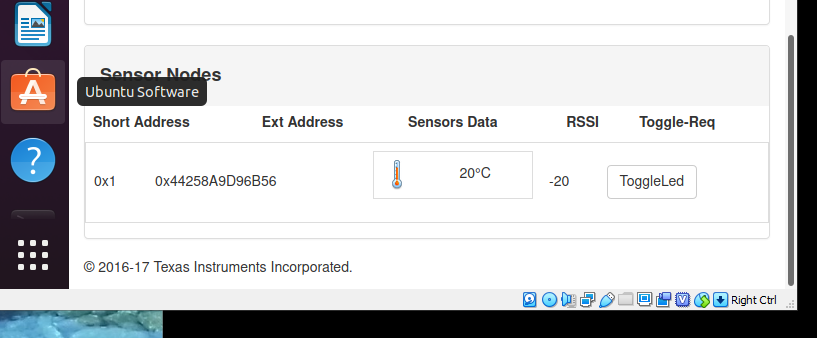 Sensor Nodes
Ubuntu Software
Short Address Ext Address Sensors Data RSSI Toggle-Req
0x1 0x44258A9D96B56 20°C -20 ToggleLed
© 2016-17 Texas Instruments Incorporated.
Right Ctrl